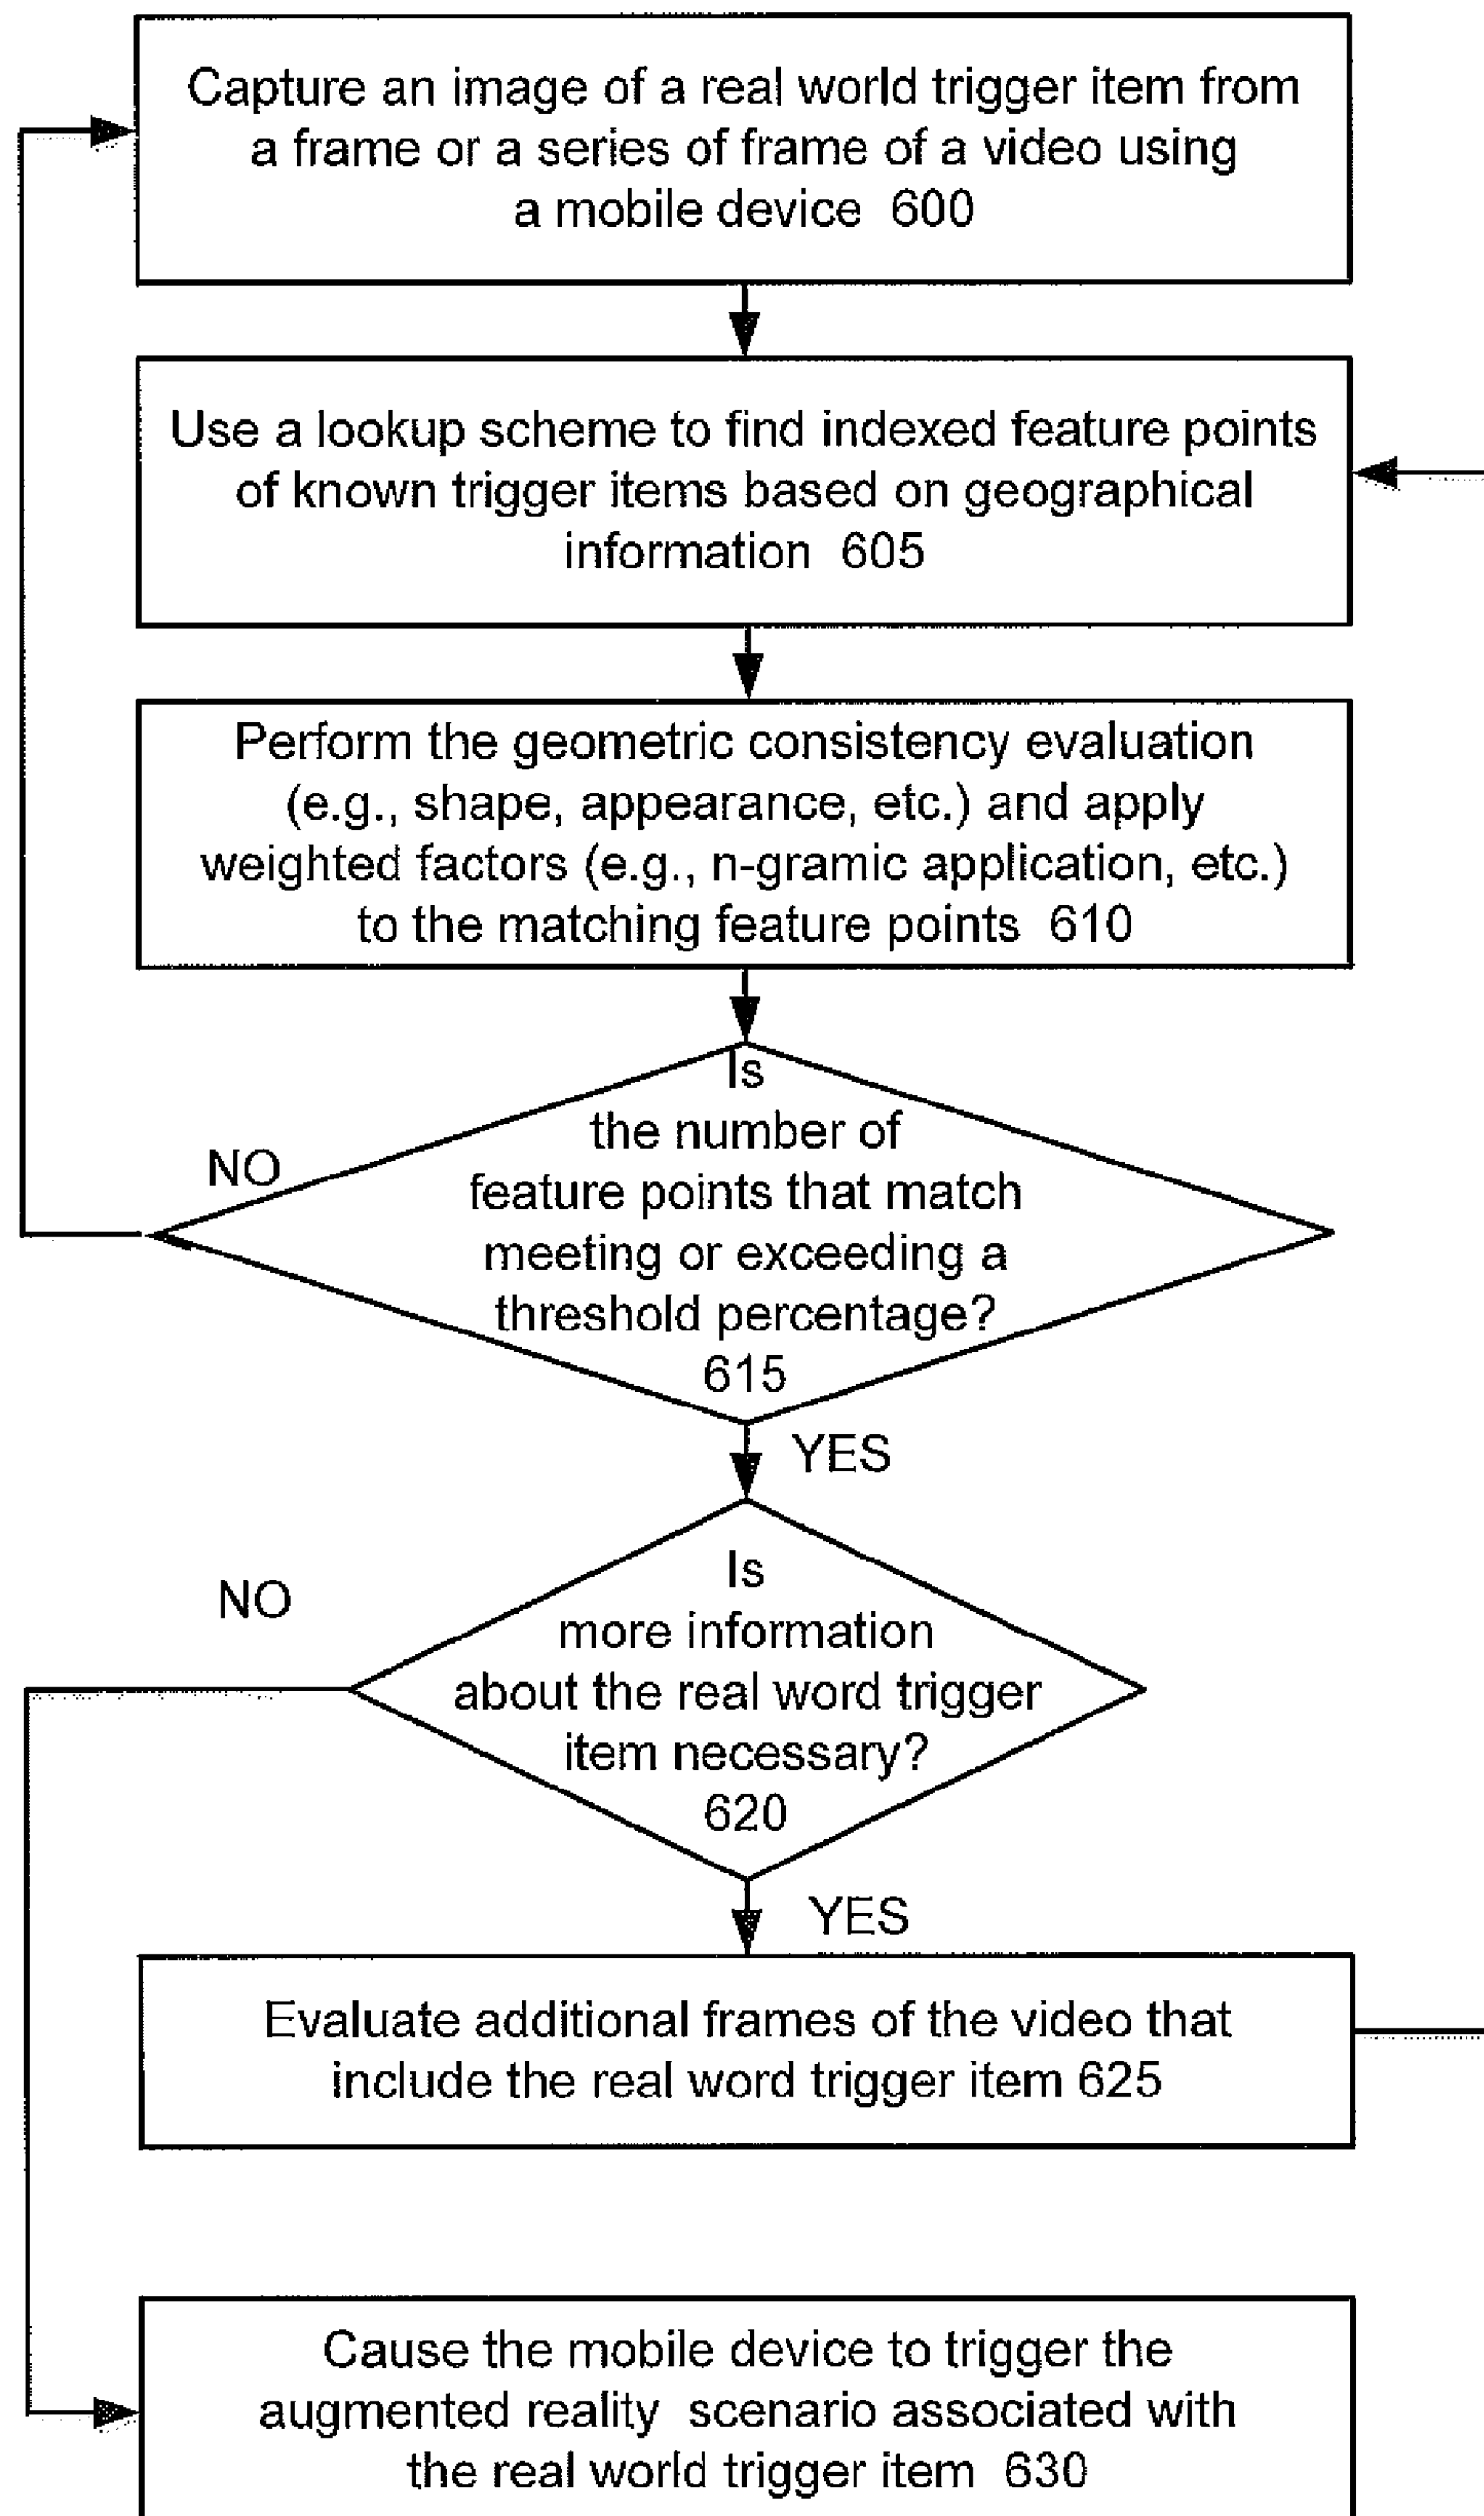 Capture an image of a real world trigger item from
a frame or a series of frame of a video using
a mobile device 600
Use a lookup scheme to find indexed feature points
of known trigger items based on geographical
information 605
Perform the geometric consistency evaluation
(e.g., shape, appearance, etc.) and apply
weighted factors (e.g., n-gramic application, etc.)
to the matching feature points 610
Is
the number of
feature points that match
meeting or exceeding a
threshold percentage?
615
NO
YES
Is
more information
about the real word trigger
item necessary?
620
NO
YES
Evaluate additional frames of the video that
include the real word trigger item 625
Cause the mobile device to trigger the
augmented reality scenario associated with
the real world trigger item 630